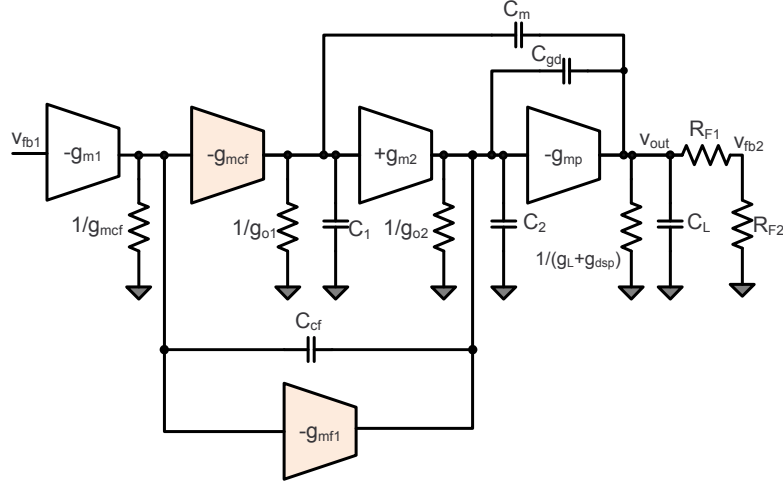 C_m
C_gd
v_fb1
-g_m1
-g_mcf
+g_m2
-g_mp
v_out
R_F1
v_fb2
1/g_mcf
1/g_o1
C_1
1/g_o2
C_2
1/(g_L+g_dsp)
C_L
R_F2
C_cf
-g_mf1